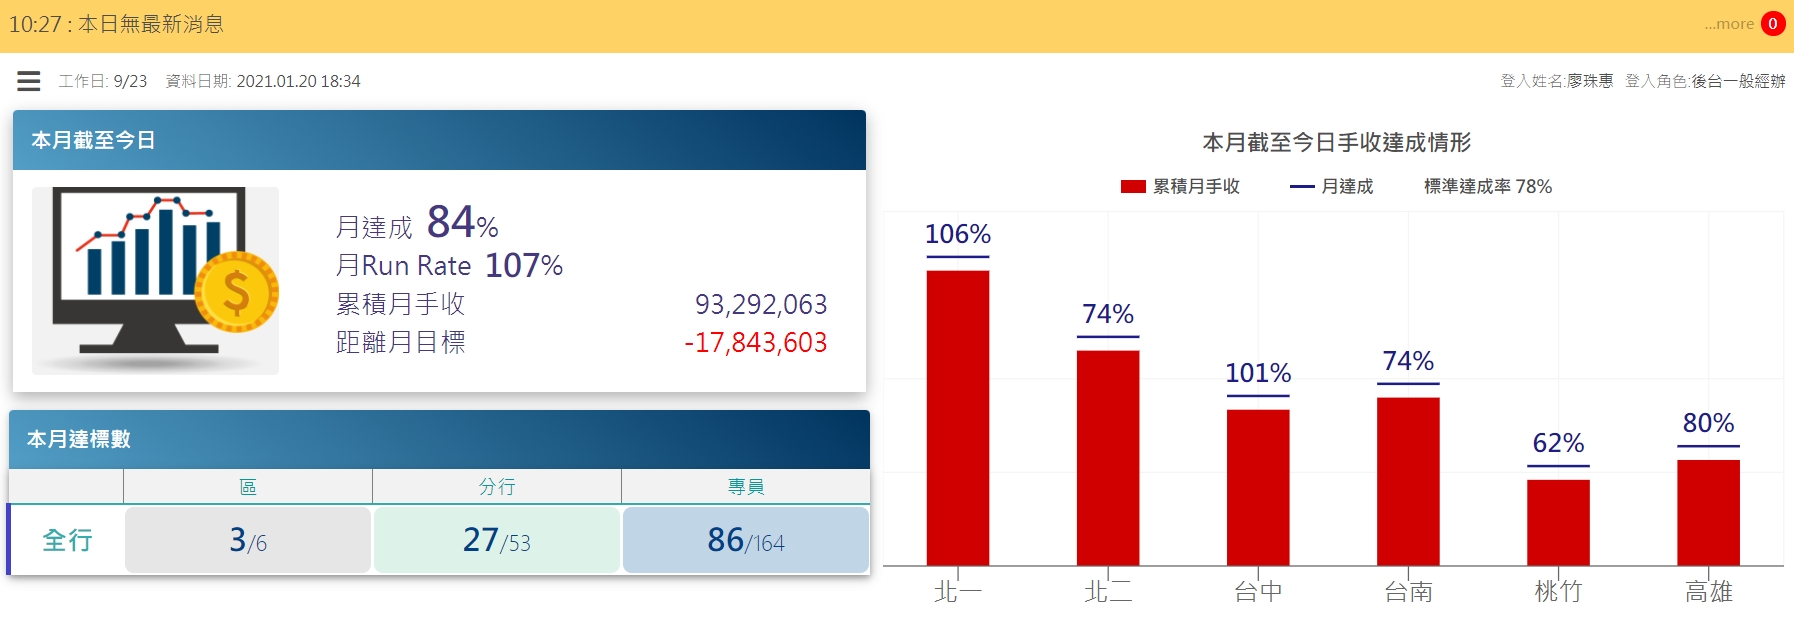 10:27 : 本日無最新消息
...more 0
工作日: 9/23 資料日期: 2021.01.20 18:34
登入姓名:廖珠惠 登入角色:後台一般經辦
本月截至今日
月達成 84%
月Run Rate 107%
累積月手收 93,292,063
距離月目標 -17,843,603
本月達標數
區 分行 專員
全行 3/6 27/53 86/164
本月截至今日手收達成情形
累積月手收 月達成 標準達成率 78%
106%
74%
101%
74%
62%
80%
北一 北二 台中 台南 桃竹 高雄